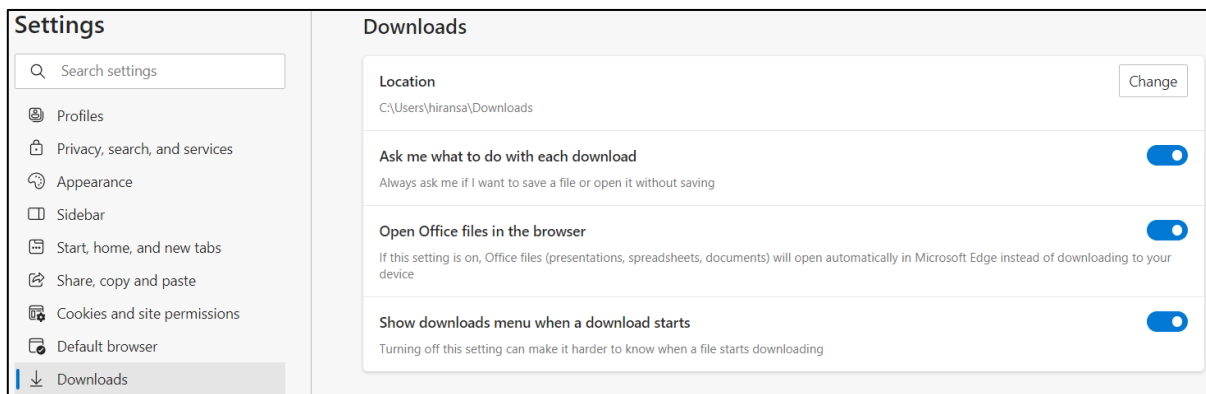 Settings
Search settings
Profiles
Privacy, search, and services
Appearance
Sidebar
Start, home, and new tabs
Share, copy and paste
Cookies and site permissions
Default browser
Downloads
Downloads
Location
Change
C:\Users\hiransa\Downloads
Ask me what to do with each download
Always ask me if I want to save a file or open it without saving
Open Office files in the browser
If this setting is on, Office files (presentations, spreadsheets, documents) will open automatically in Microsoft Edge instead of downloading to your
device
Show downloads menu when a download starts
Turning off this setting can make it harder to know when a file starts downloading